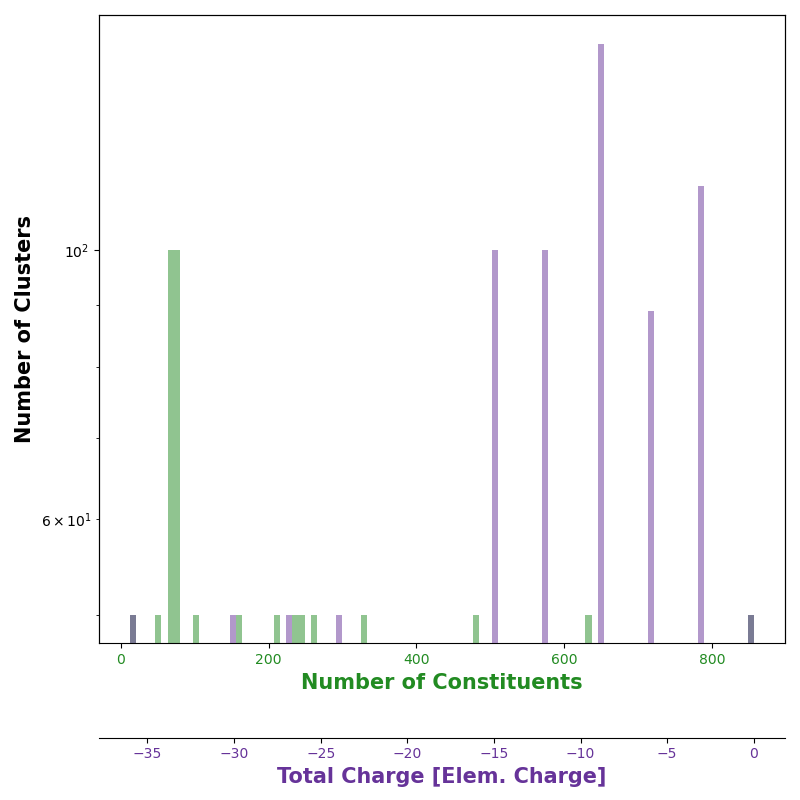 Number of Clusters
10²
6 × 10¹
0 200 400 600 800
Number of Constituents
−35 −30 −25 −20 −15 −10 −5 0
Total Charge [Elem. Charge]